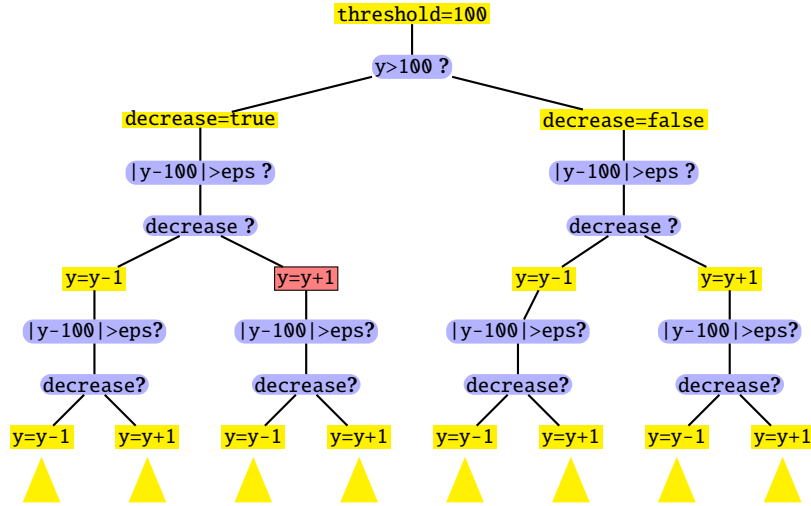 threshold=100
y>100 ?
decrease=true decrease=false
|y-100|>eps ? |y-100|>eps ?
decrease ? decrease ?
y=y-1 y=y+1 y=y-1 y=y+1
|y-100|>eps? |y-100|>eps? |y-100|>eps? |y-100|>eps?
decrease? decrease? decrease? decrease?
y=y-1 y=y+1 y=y-1 y=y+1 y=y-1 y=y+1 y=y-1 y=y+1